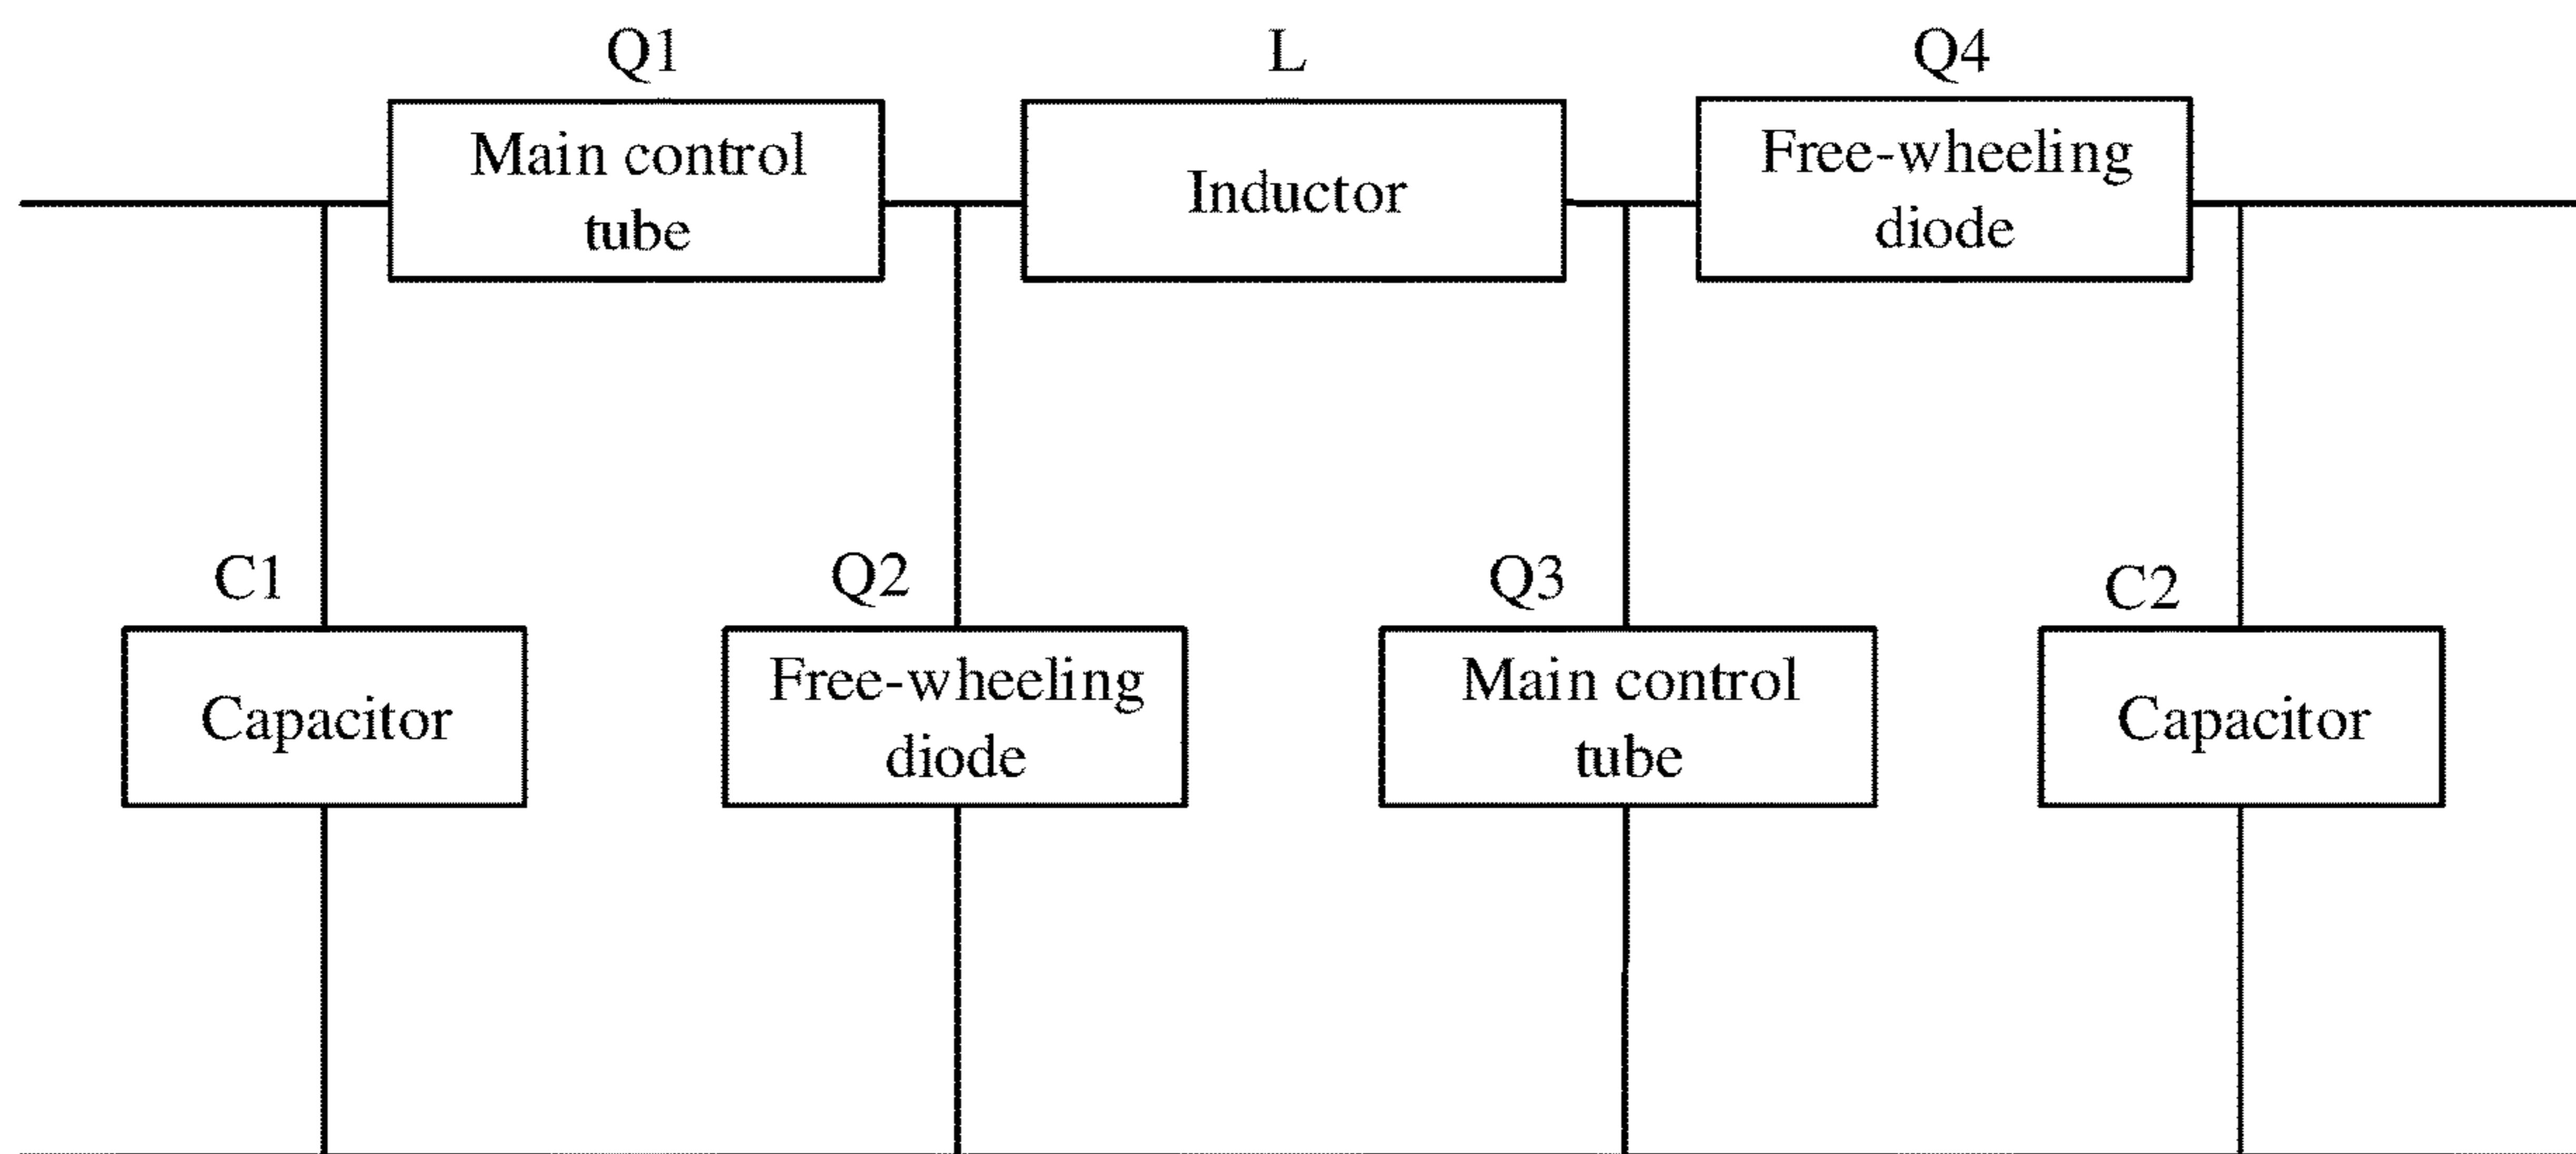 Q1
L
Q4
Main control
tube
Inductor
Free-wheeling
diode
C1
Q2
Q3
C2
Capacitor
Free-wheeling
diode
Main control
tube
Capacitor